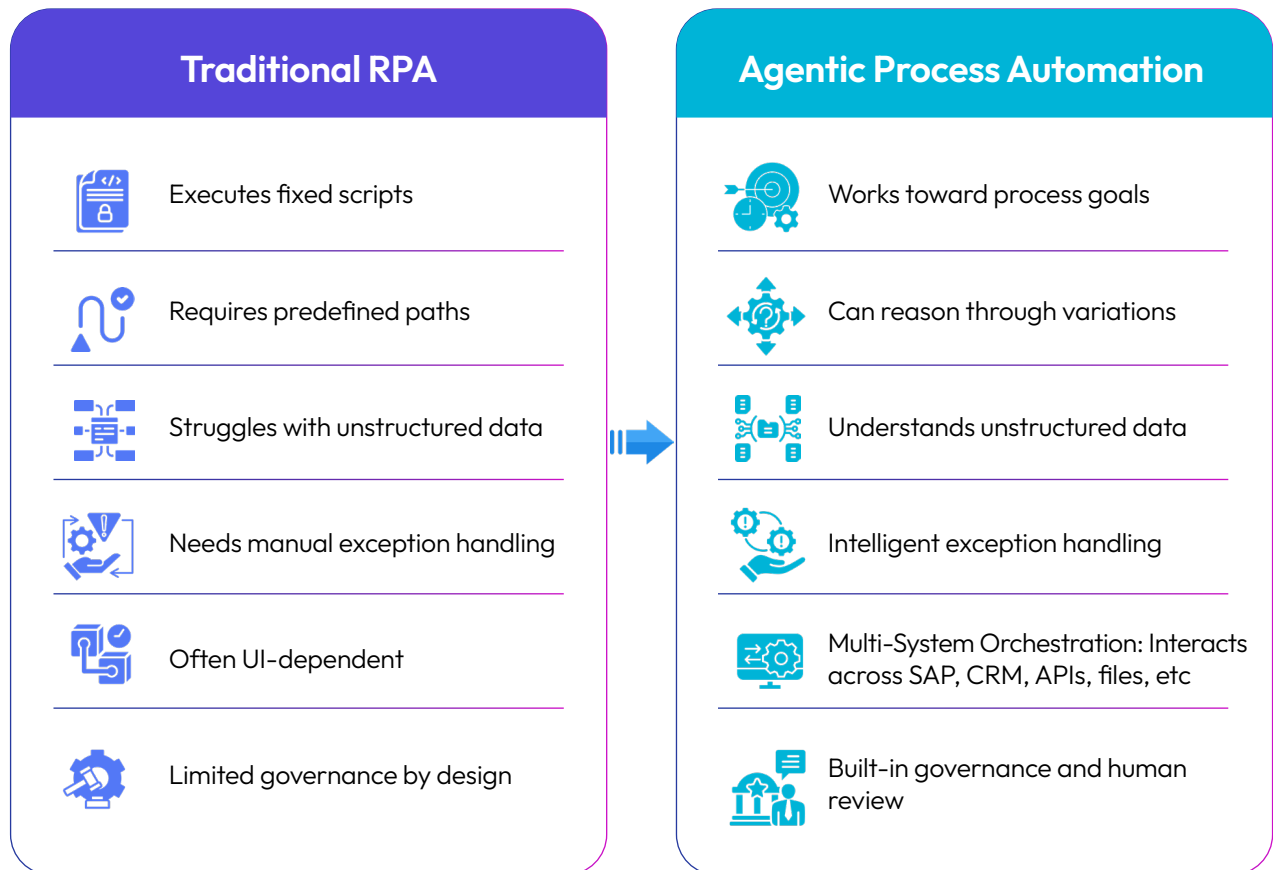 Traditional RPA
Executes fixed scripts
Requires predefined paths
Struggles with unstructured data
Needs manual exception handling
Often UI-dependent
Limited governance by design
Agentic Process Automation
Works toward process goals
Can reason through variations
Understands unstructured data
Intelligent exception handling
Multi-System Orchestration: Interacts
across SAP, CRM, APIs, files, etc
Built-in governance and human
review